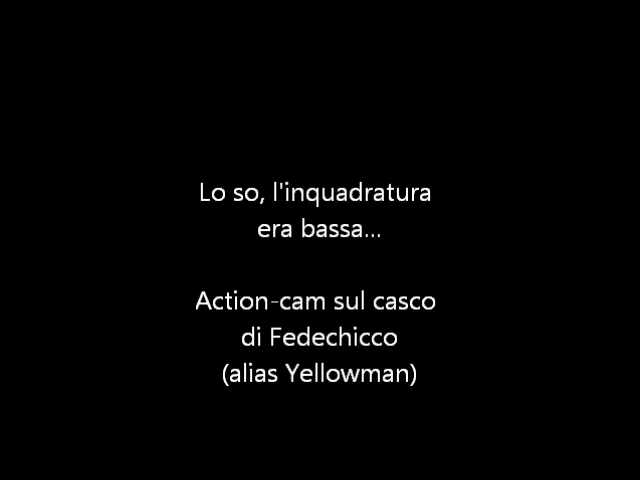 Lo so, l'inquadratura
era bassa...
Action-cam sul casco
di Fedechicco
(alias Yellowman)